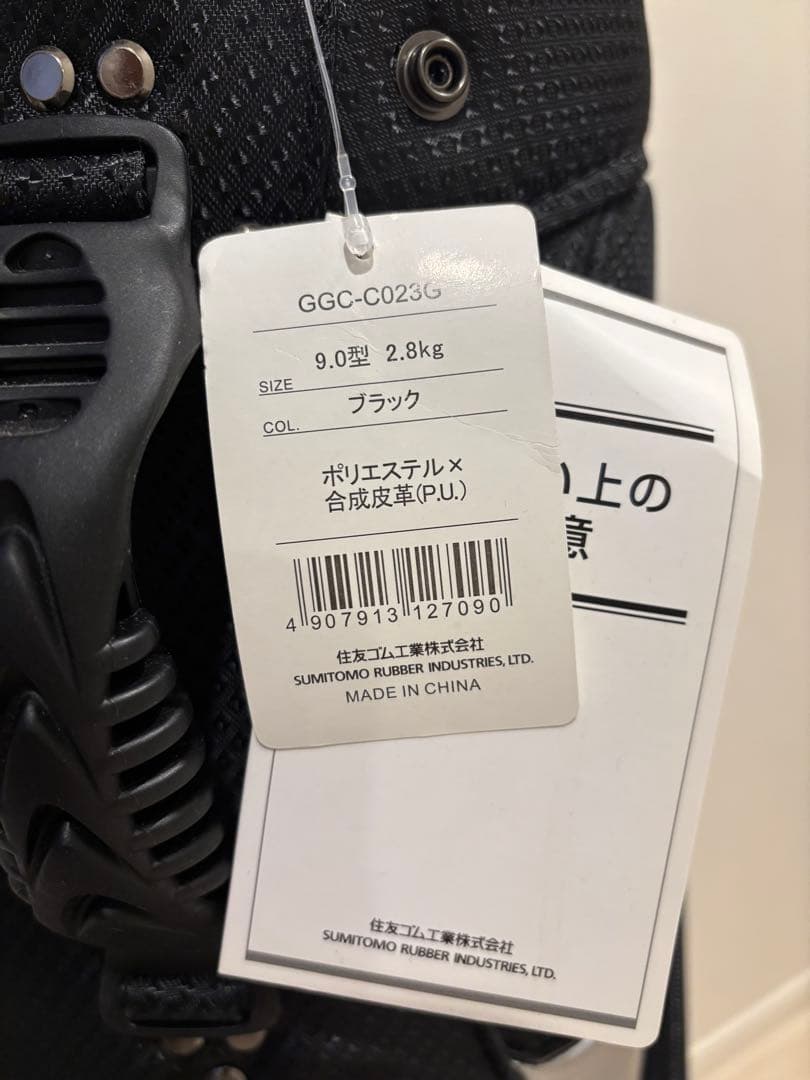 GGC-C023G
SIZE 9.0型 2.8kg
COL. ブラック
ポリエステル×
合成皮革(P.U.)
4 907913 127090
住友ゴム工業株式会社
SUMITOMO RUBBER INDUSTRIES, LTD.
MADE IN CHINA
い上の
意
住友ゴム工業株式会社
SUMITOMO RUBBER INDUSTRIES, LTD.